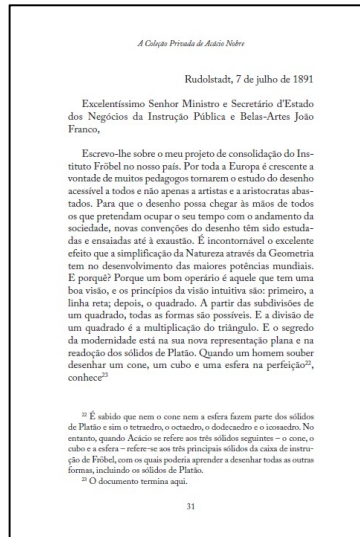 A Coleção Privada de Acácio Nobre
Rudolstadt, 7 de julho de 1891
Excelentíssimo Senhor Ministro e Secretário d'Estado
dos Negócios da Instrução Pública e Belas-Artes João
Franco,
Escrevo-lhe sobre o meu projeto de consolidação do Ins-
tituto Fröbel no nosso país. Por toda a Europa é crescente a
vontade de muitos pedagogos tornarem o estudo do desenho
acessível a todos e não apenas a artistas e a aristocratas abas-
tados. Para que o desenho possa chegar às mãos de todos
os que pretendam ocupar o seu tempo com o andamento da
sociedade, novas convenções do desenho têm sido estuda-
das e ensaiadas até à exaustão. É incontornável o excelente
efeito que a simplificação da Natureza através da Geometria
tem no desenvolvimento das maiores potências mundiais.
E porquê? Porque um bom operário é aquele que tem uma
boa visão, e os princípios da visão intuitiva são: primeiro, a
linha reta; depois, o quadrado. A partir das subdivisões de
um quadrado, todas as formas são possíveis. E a divisão de
um quadrado é a multiplicação do triângulo. E o segredo
da modernidade está na sua nova representação plana e na
readoção dos sólidos de Platão. Quando um homem souber
desenhar um cone, um cubo e uma esfera na perfeição²²,
conhece²³
²² É sabido que nem o cone nem a esfera fazem parte dos sólidos
de Platão e sim o tetraedro, o octaedro, o dodecaedro e o icosaedro. No
entanto, quando Acácio se refere aos três sólidos seguintes – o cone, o
cubo e a esfera – refere-se aos três principais sólidos da caixa de instru-
ção de Fröbel, com os quais poderia aprender a desenhar todas as outras
formas, incluindo os sólidos de Platão.
²³ O documento termina aqui.
31